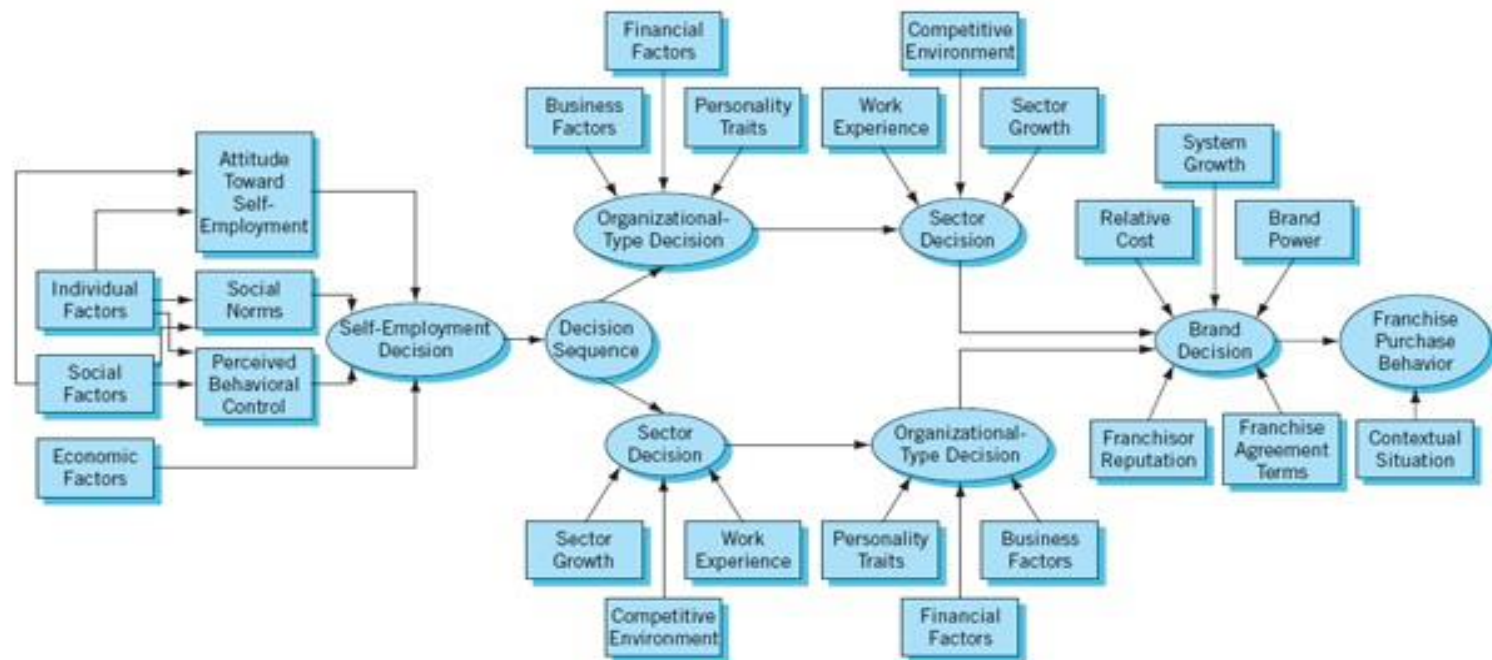 Financial
Factors
Competitive
Environment
Business
Factors
Personality
Traits
Work
Experience
Sector
Growth
System
Growth
Attitude
Toward
Self-
Employment
Organizational-
Type Decision
Sector
Decision
Relative
Cost
Brand
Power
Individual
Factors
Social
Norms
Self-Employment
Decision
Decision
Sequence
Brand
Decision
Franchise
Purchase
Behavior
Social
Factors
Perceived
Behavioral
Control
Economic
Factors
Sector
Decision
Organizational-
Type Decision
Franchisor
Reputation
Franchise
Agreement
Terms
Contextual
Situation
Sector
Growth
Work
Experience
Personality
Traits
Business
Factors
Competitive
Environment
Financial
Factors